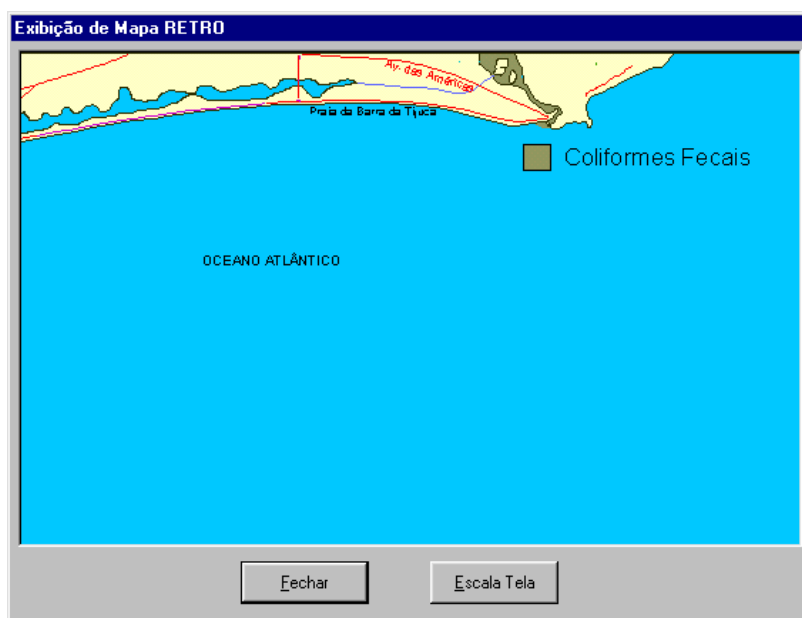 Exibição de Mapa RETRO
Av. das Américas
Praia da Barra da Tijuca
Coliformes Fecais
OCEANO ATLÂNTICO
Fechar
Escala Tela